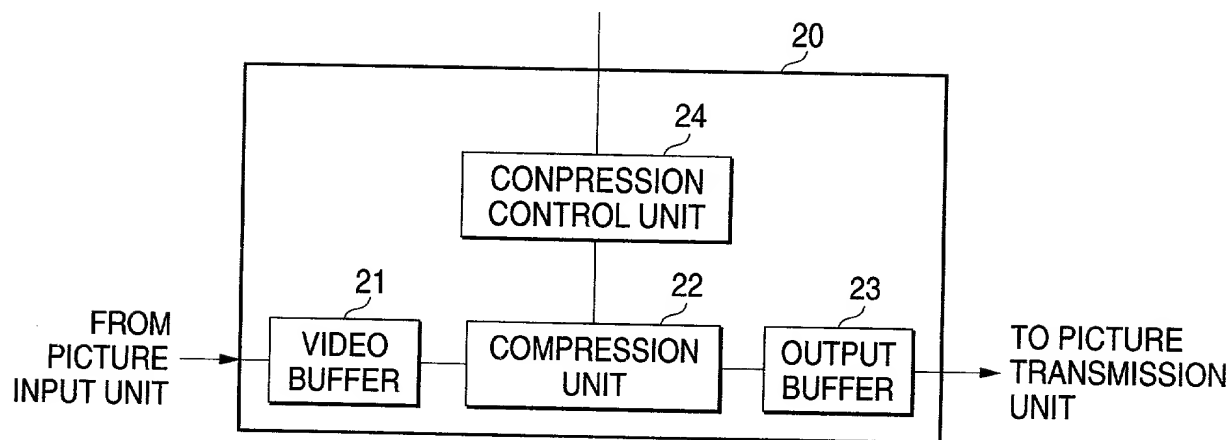 20
24
CONPRESSION
CONTROL UNIT
21
22
23
FROM
PICTURE
INPUT UNIT
VIDEO
BUFFER
COMPRESSION
UNIT
OUTPUT
BUFFER
TO PICTURE
TRANSMISSION
UNIT